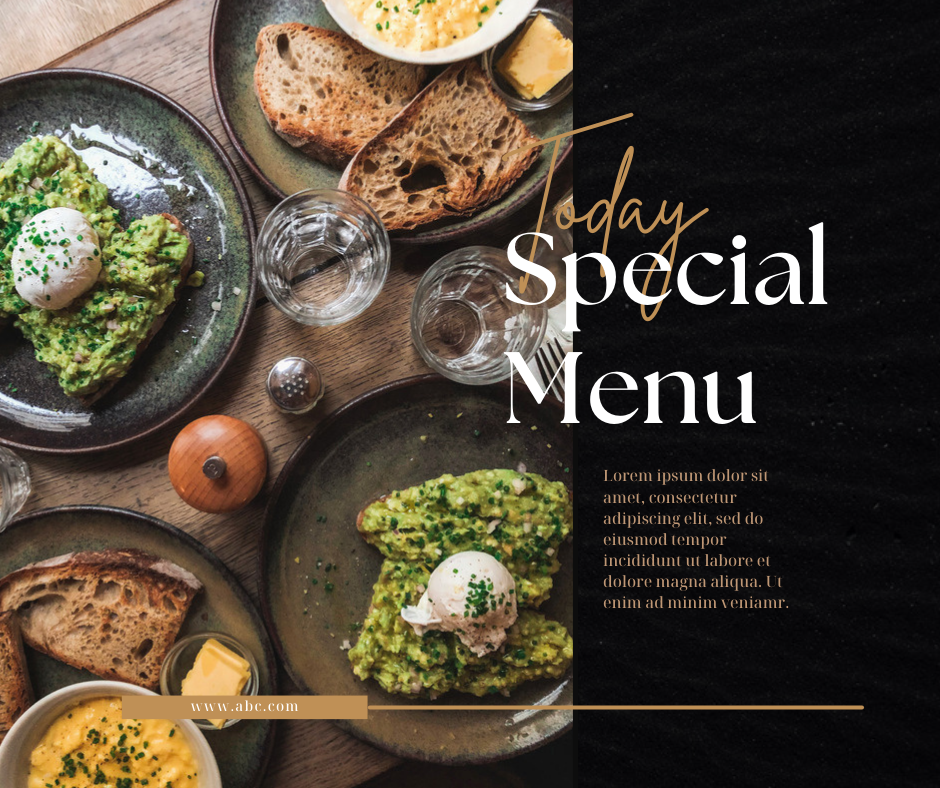 Today
Special
Menu
Lorem ipsum dolor sit
amet, consectetur
adipiscing elit, sed do
eiusmod tempor
incididunt ut labore et
dolore magna aliqua. Ut
enim ad minim veniamr.
www.abc.com